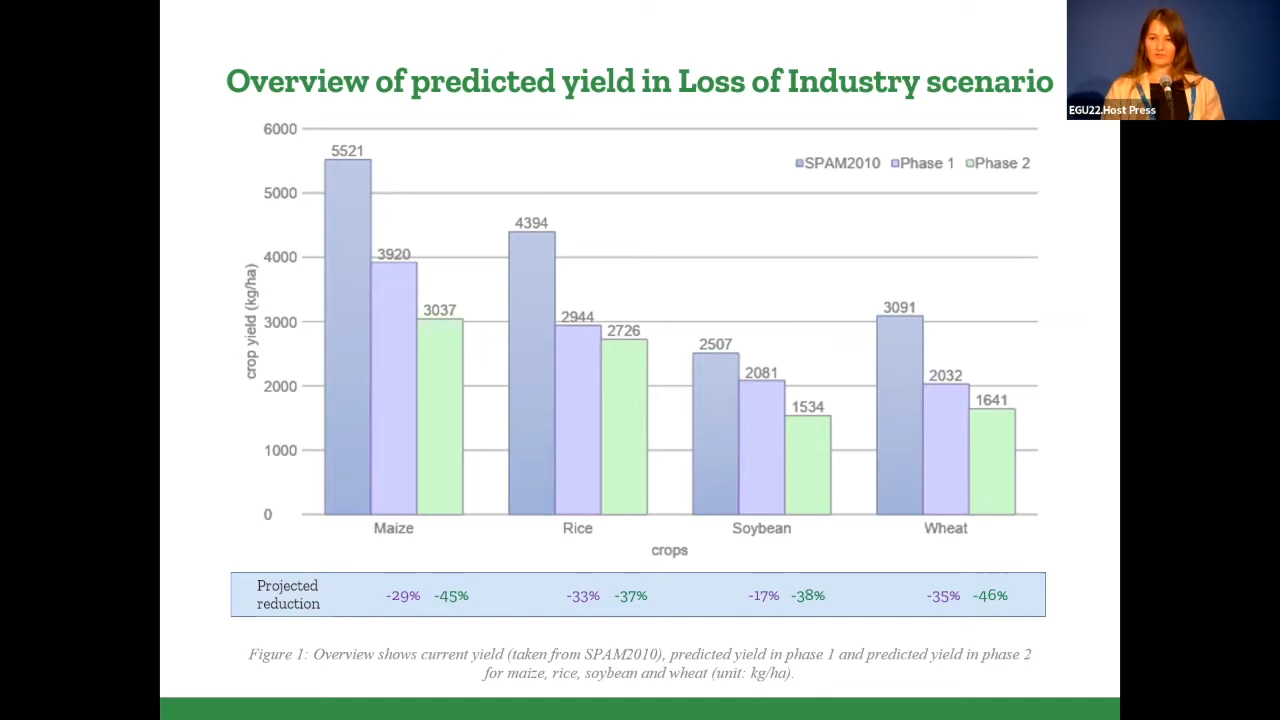 Overview of predicted yield in Loss of Industry scenario
EGU22.Host Press
6000
5000
4000
3000
2000
1000
0
crop yield (kg/ha)
SPAM2010 Phase 1 Phase 2
5521
3920
3037
4394
2944
2726
2507
2081
1534
3091
2032
1641
Maize Rice Soybean Wheat
crops
Projected
reduction
-29% -45% -33% -37% -17% -38% -35% -46%
Figure 1: Overview shows current yield (taken from SPAM2010), predicted yield in phase 1 and predicted yield in phase 2
for maize, rice, soybean and wheat (unit: kg/ha).